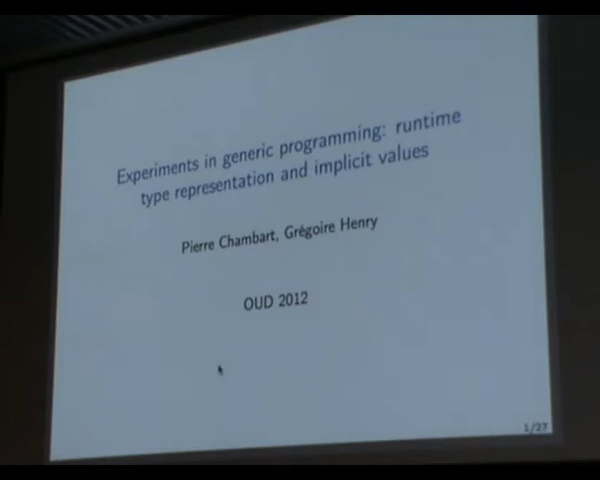 Experiments in generic programming: runtime
type representation and implicit values
Pierre Chambart, Grégoire Henry
OUD 2012
1/27